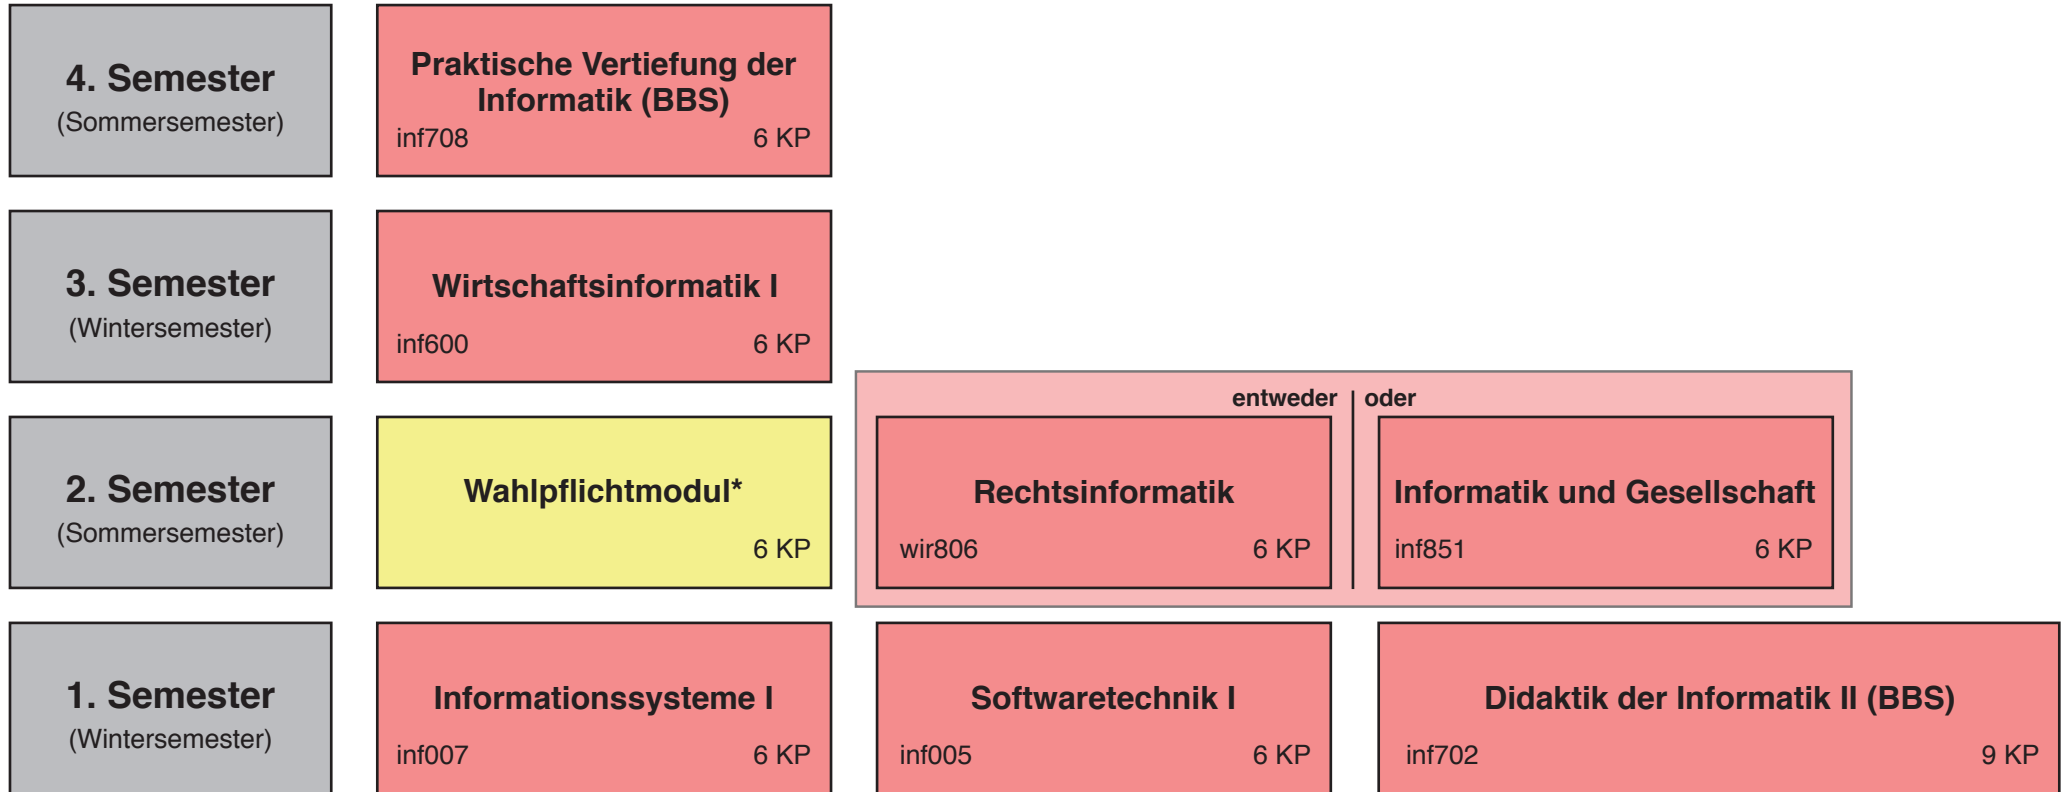 4. Semester
(Sommersemester)
Praktische Vertiefung der
Informatik (BBS)
inf708 6 KP
3. Semester
(Wintersemester)
Wirtschaftsinformatik I
inf600 6 KP
2. Semester
(Sommersemester)
Wahlpflichtmodul*
6 KP
entweder oder
Rechtsinformatik
wir806 6 KP
Informatik und Gesellschaft
inf851 6 KP
1. Semester
(Wintersemester)
Informationssysteme I
inf007 6 KP
Softwaretechnik I
inf005 6 KP
Didaktik der Informatik II (BBS)
inf702 9 KP